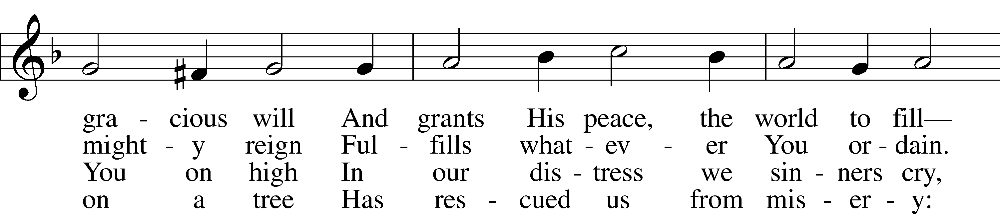 gra - cious will And grants His peace, the world to fill—
might - y reign Ful - fills what - ev - er You or - dain.
You on high In our dis - tress we sin - ners cry,
on a tree Has res - cued us from mis - er - y: